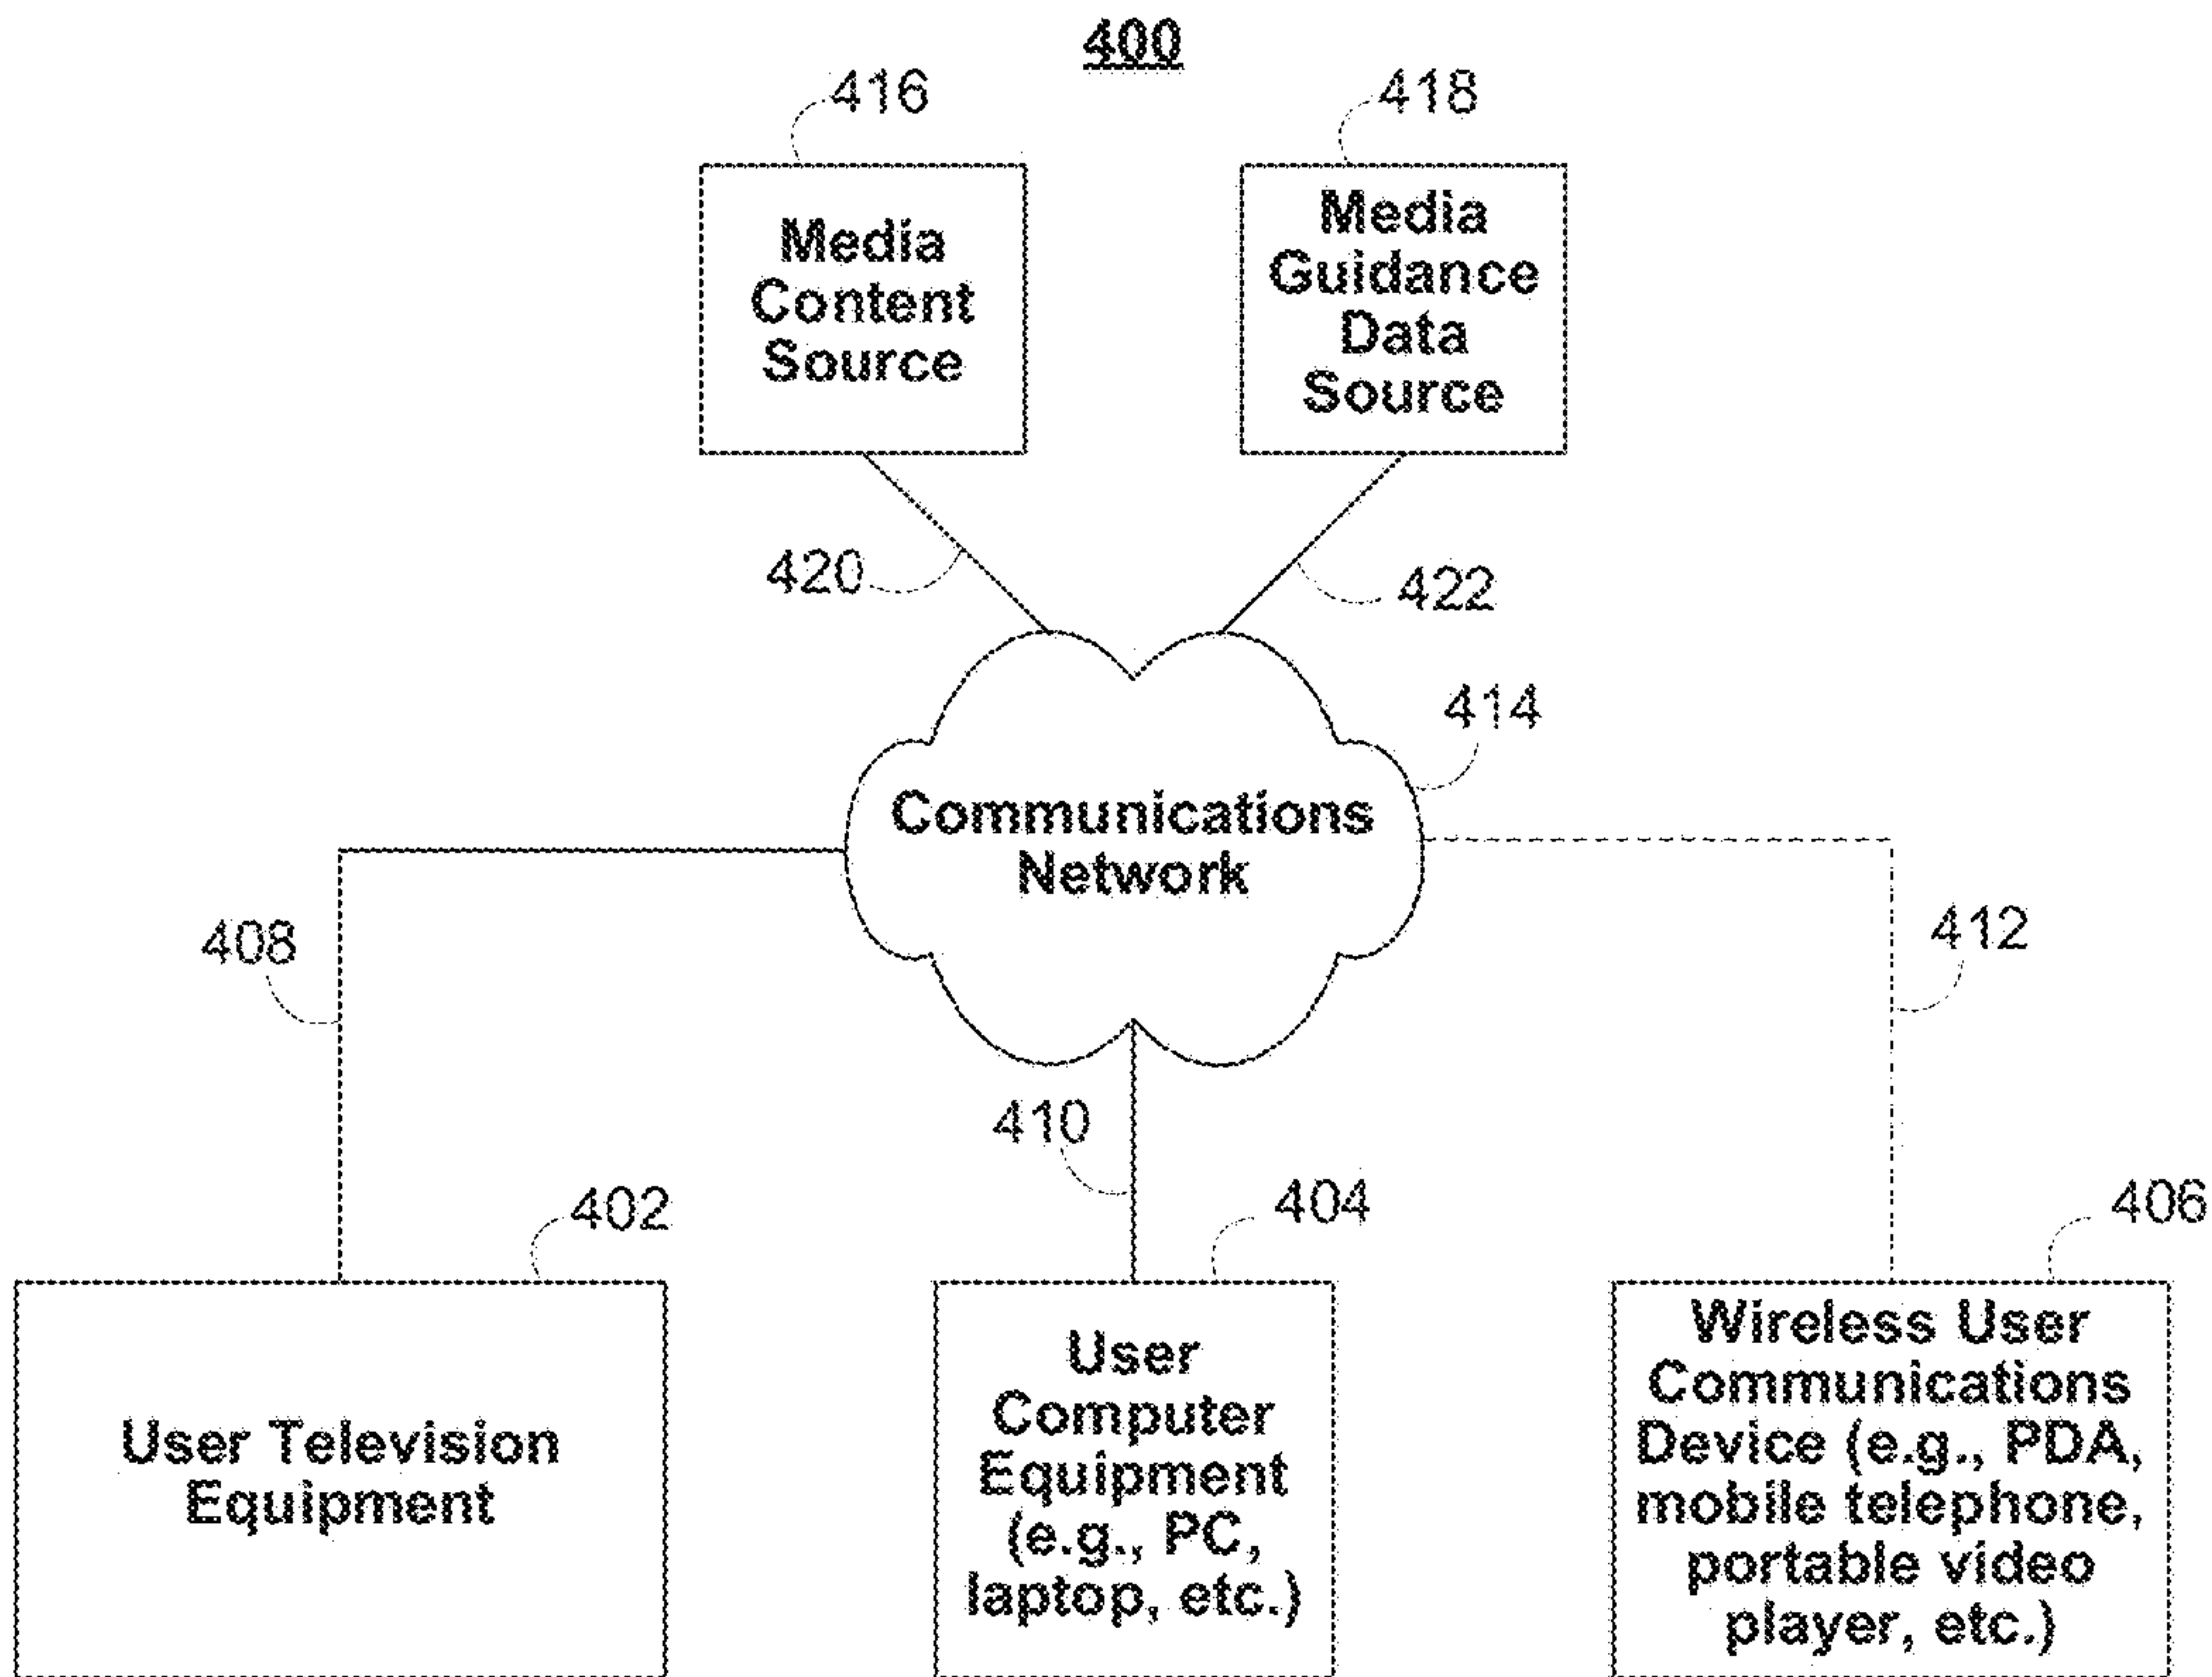 400
416
418
Media
Content
Source
Media
Guidance
Data
Source
420
422
414
Communications
Network
408
412
410
402
404
406
User Television
Equipment
User
Computer
Equipment
(e.g., PC,
laptop, etc.)
Wireless User
Communications
Device (e.g., PDA,
mobile telephone,
portable video
player, etc.)